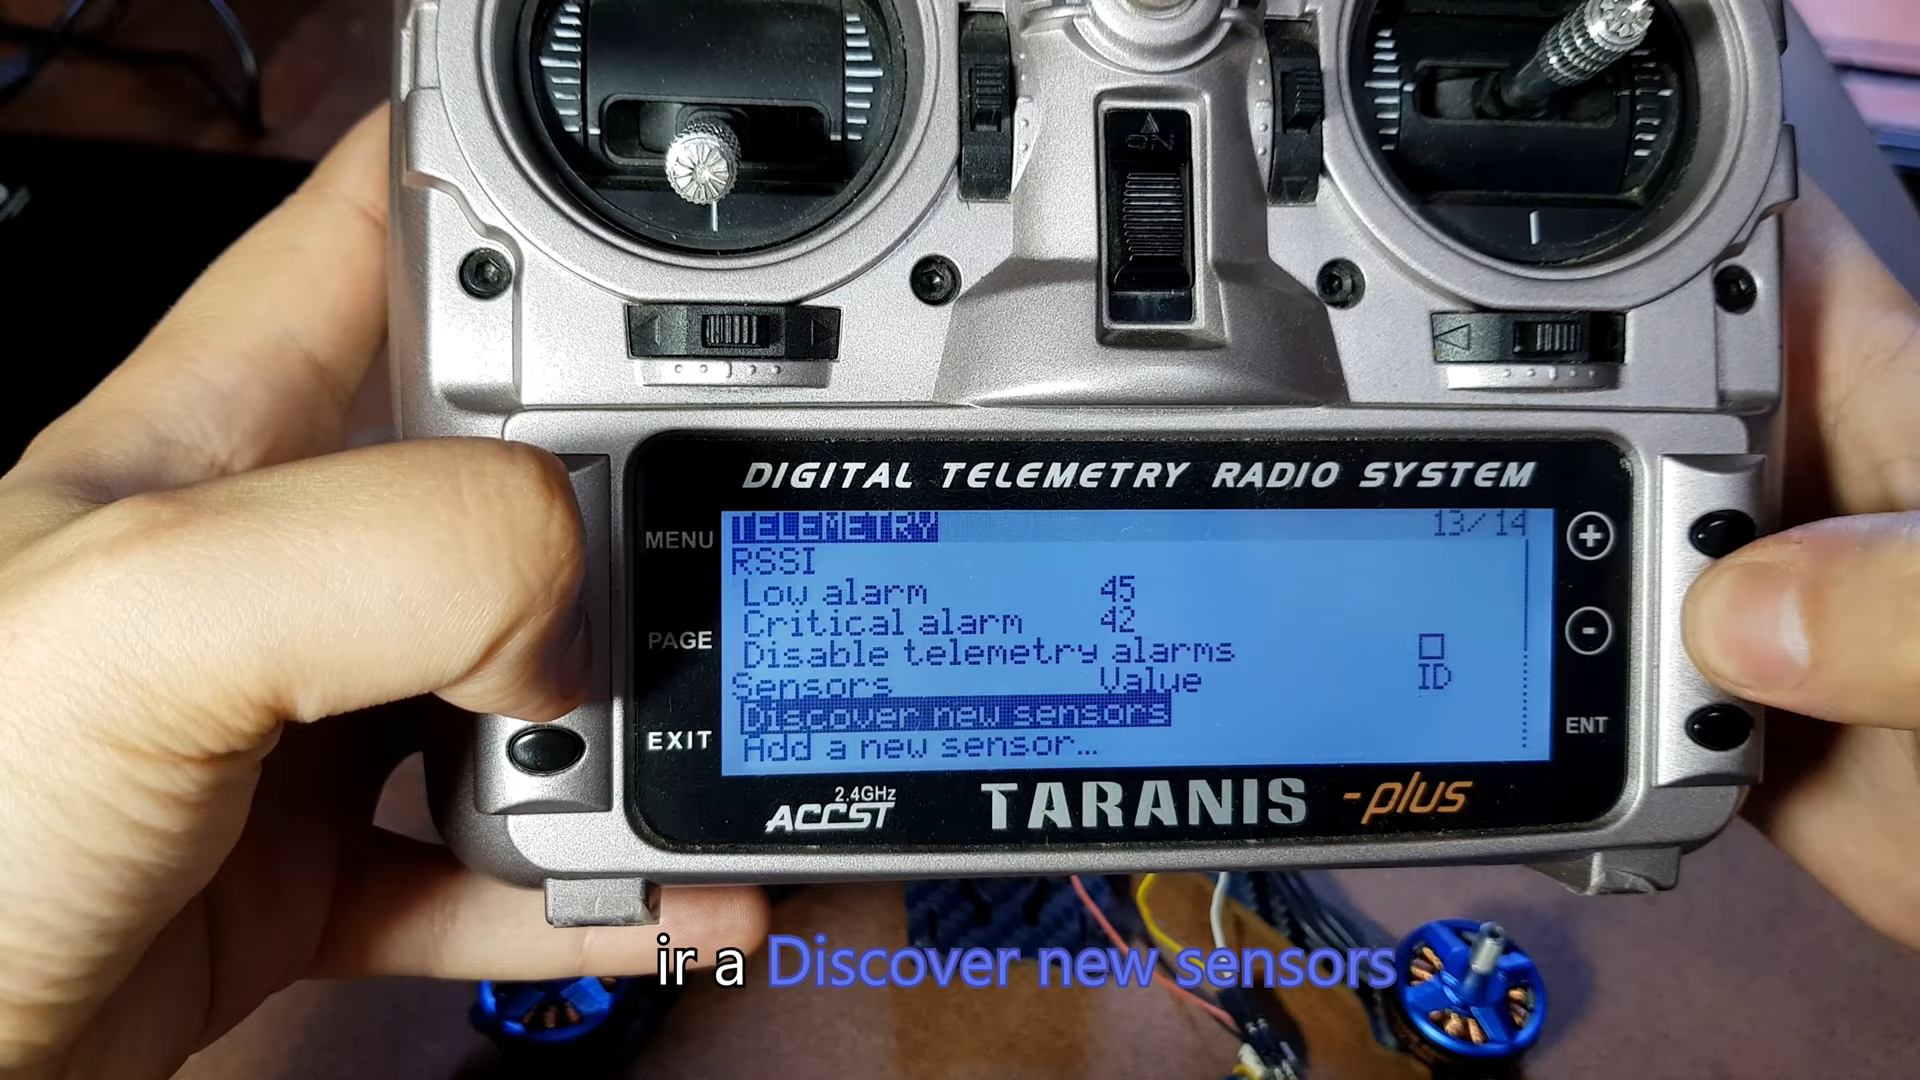 ON
DIGITAL TELEMETRY RADIO SYSTEM
MENU
PAGE
EXIT
TELEMETRY 13/14
RSSI
Low alarm 45
Critical alarm 42
Disable telemetry alarms
Sensors Value ID
Discover new sensors
Add a new sensor...
+
-
ENT
2.4GHz
ACCST
TARANIS -plus
ir a Discover new sensors